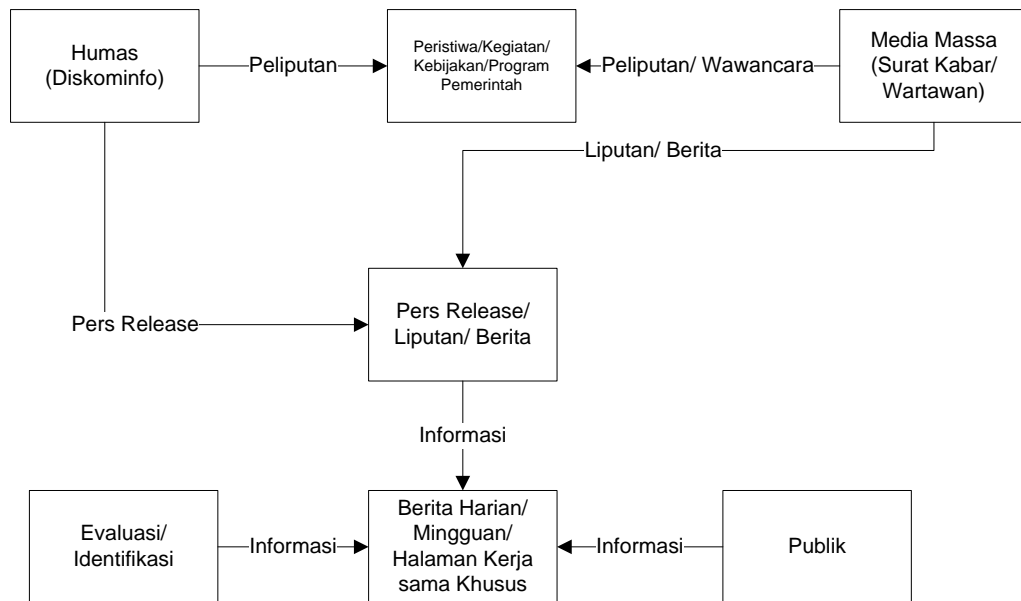 Humas
(Diskominfo)
Peliputan
Peristiwa/Kegiatan/
Kebijakan/Program
Pemerintah
Peliputan/ Wawancara
Media Massa
(Surat Kabar/
Wartawan)
Liputan/ Berita
Pers Release
Pers Release/
Liputan/ Berita
Informasi
Evaluasi/
Identifikasi
Informasi
Berita Harian/
Mingguan/
Halaman Kerja
sama Khusus
Informasi
Publik